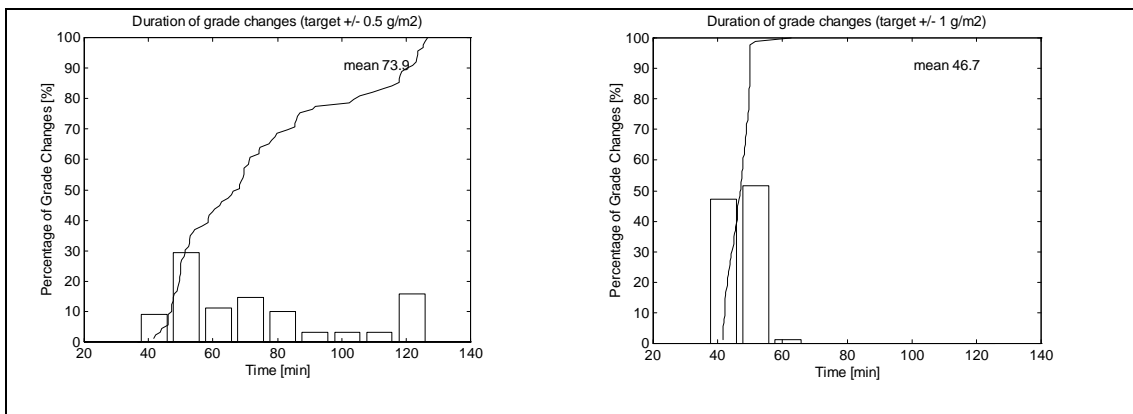 Duration of grade changes (target +/- 0.5 g/m2)
100
90
80
70
60
50
40
30
20
10
0
Percentage of Grade Changes [%]
mean 73.9
20 40 60 80 100 120 140
Time [min]
Duration of grade changes (target +/- 1 g/m2)
100
90
80
70
60
50
40
30
20
10
0
Percentage of Grade Changes [%]
mean 46.7
20 40 60 80 100 120 140
Time [min]